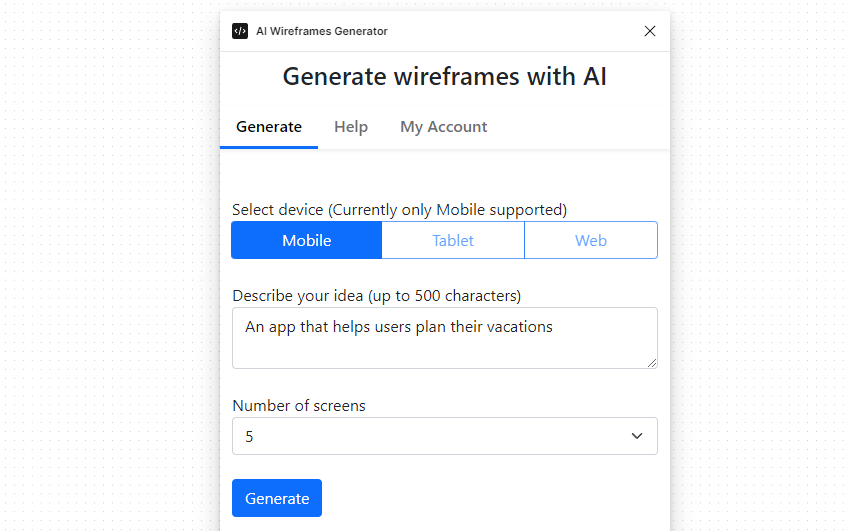 AI Wireframes Generator
Generate wireframes with AI
Generate Help My Account
Select device (Currently only Mobile supported)
Mobile Tablet Web
Describe your idea (up to 500 characters)
An app that helps users plan their vacations
Number of screens
5
Generate